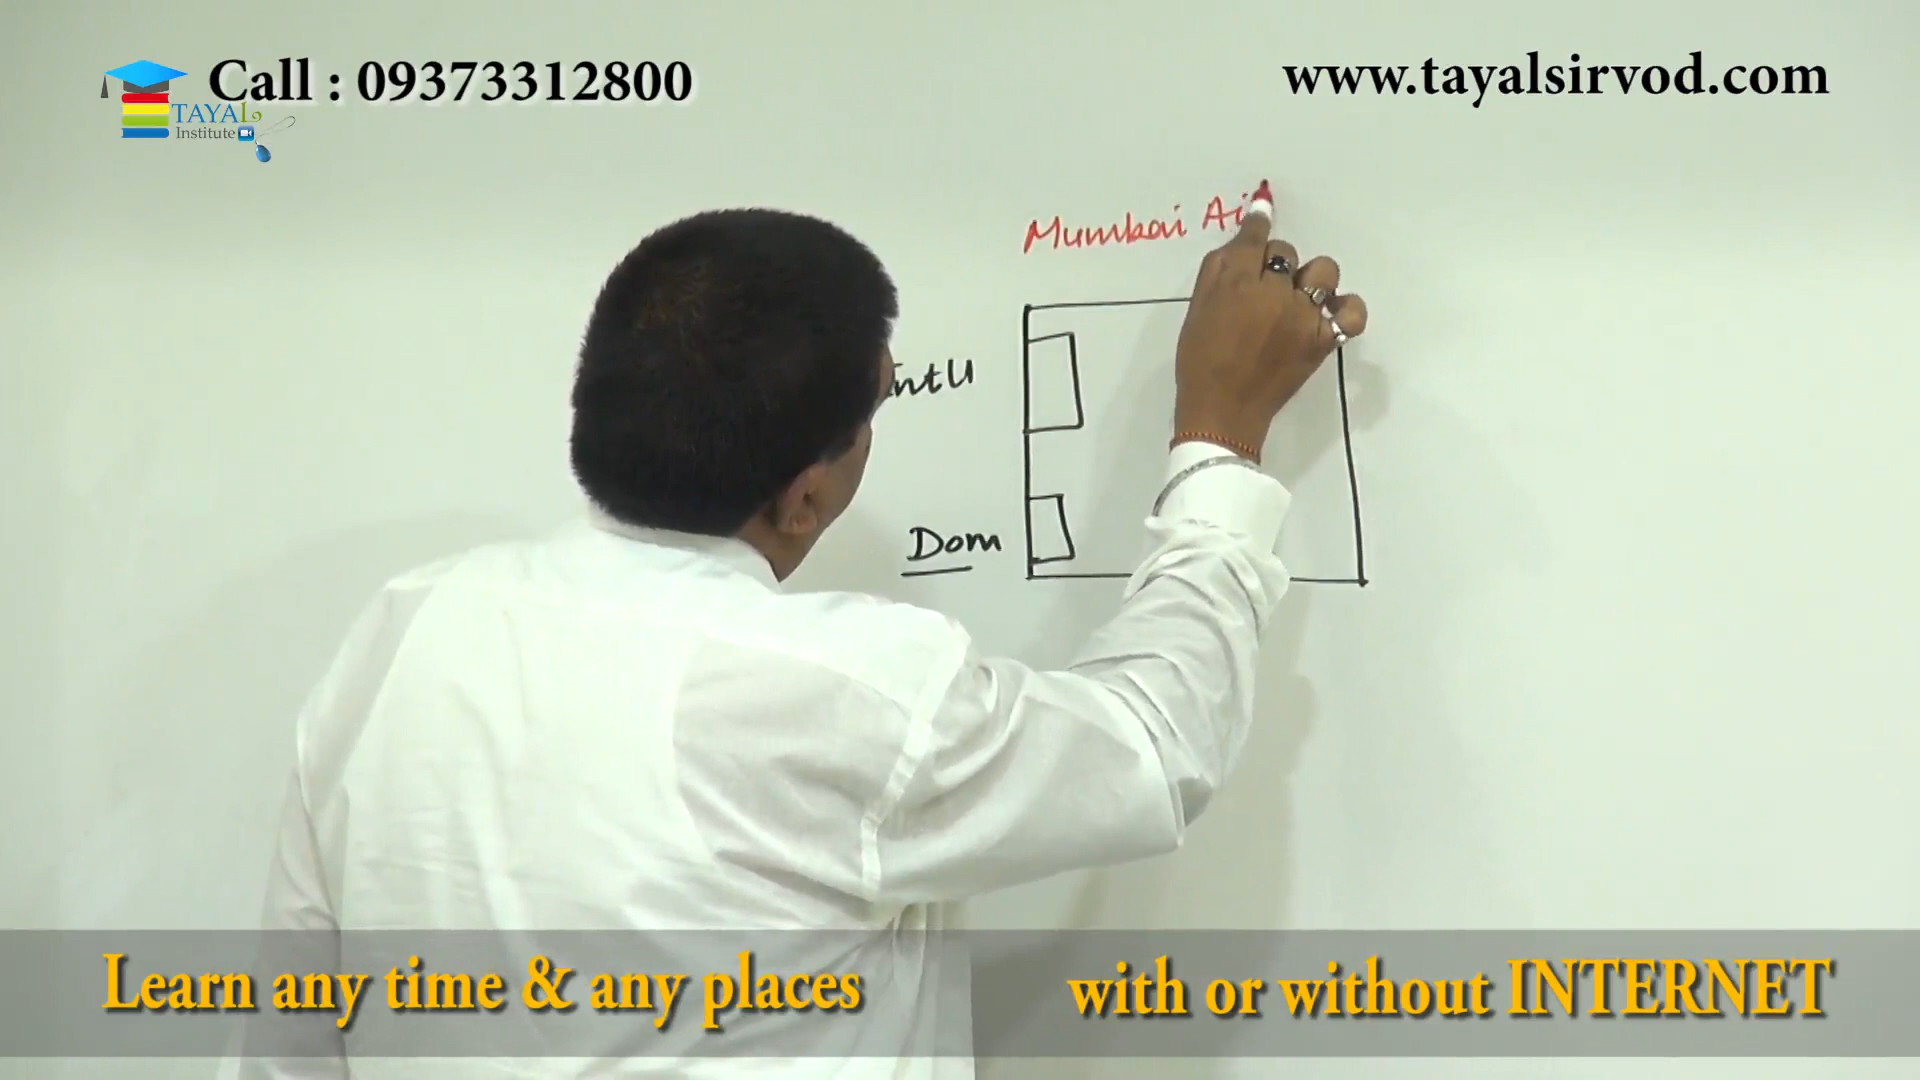 Call : 09373312800
www.tayalsirvod.com
TAYAL
Institute
Mumbai Ai
Intll
Dom
Learn any time & any places
with or without INTERNET